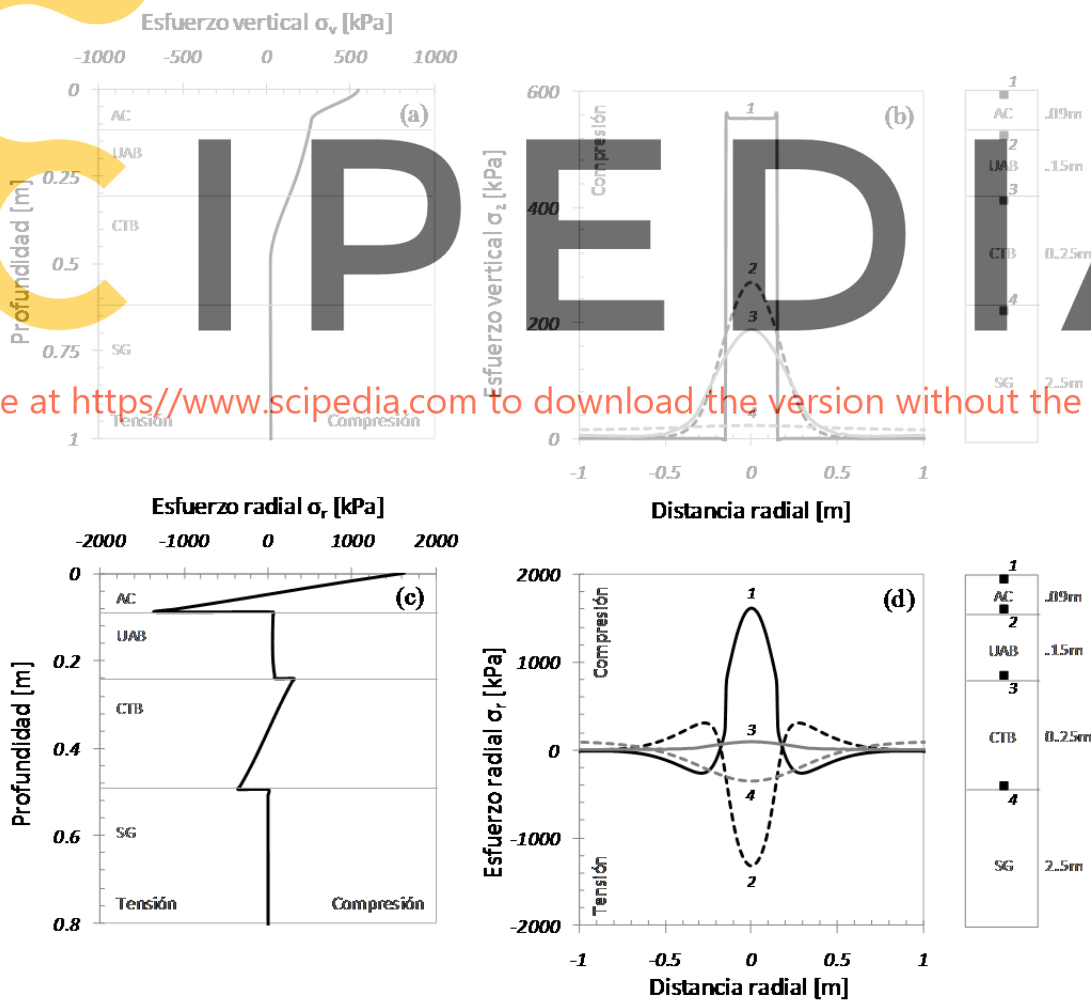 Esfuerzo vertical σv [kPa]
-1000 -500 0 500 1000
Profundidad [m]
0
0.25
0.5
0.75
1
AC
UAB
CTB
SG
(a)
Tensión
Compresión
Esfuerzo vertical σz [kPa]
600
400
200
0
Compresión
(b)
1
2
3
4
-1 -0.5 0 0.5 1
Distancia radial [m]
1
AC .09m
2
UAB .15m
3
CTB 0.25m
4
SG 2.5m
CIPEDIA
e at https//www.scipedia.com to download the version without the
Esfuerzo radial σr [kPa]
-2000 -1000 0 1000 2000
Profundidad [m]
0
0.2
0.4
0.6
0.8
AC
UAB
CTB
SG
(c)
Tensión
Compresión
Esfuerzo radial σr [kPa]
2000
1000
0
-1000
-2000
Compresión
Tensión
(d)
1
3
4
2
-1 -0.5 0 0.5 1
Distancia radial [m]
1
AC .09m
2
UAB .15m
3
CTB 0.25m
4
SG 2.5m